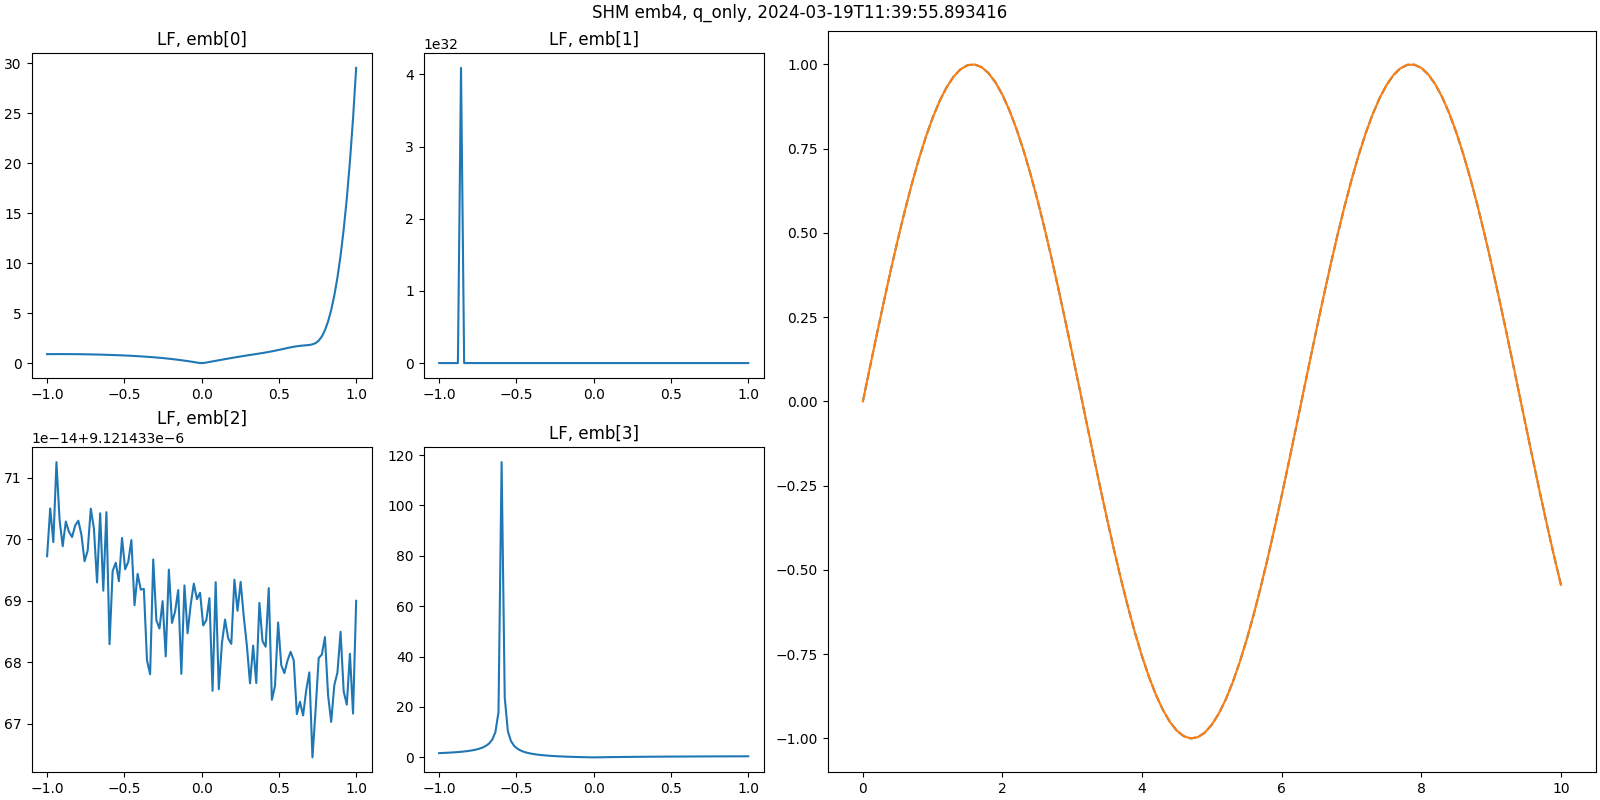 SHM emb4, q_only, 2024-03-19T11:39:55.893416
LF, emb[0]
30
25
20
15
10
5
0
−1.0 −0.5 0.0 0.5 1.0
LF, emb[1]
1e32
4
3
2
1
0
−1.0 −0.5 0.0 0.5 1.0
LF, emb[2]
1e−14+9.121433e−6
71
70
69
68
67
−1.0 −0.5 0.0 0.5 1.0
LF, emb[3]
120
100
80
60
40
20
0
−1.0 −0.5 0.0 0.5 1.0
1.00
0.75
0.50
0.25
0.00
−0.25
−0.50
−0.75
−1.00
0 2 4 6 8 10